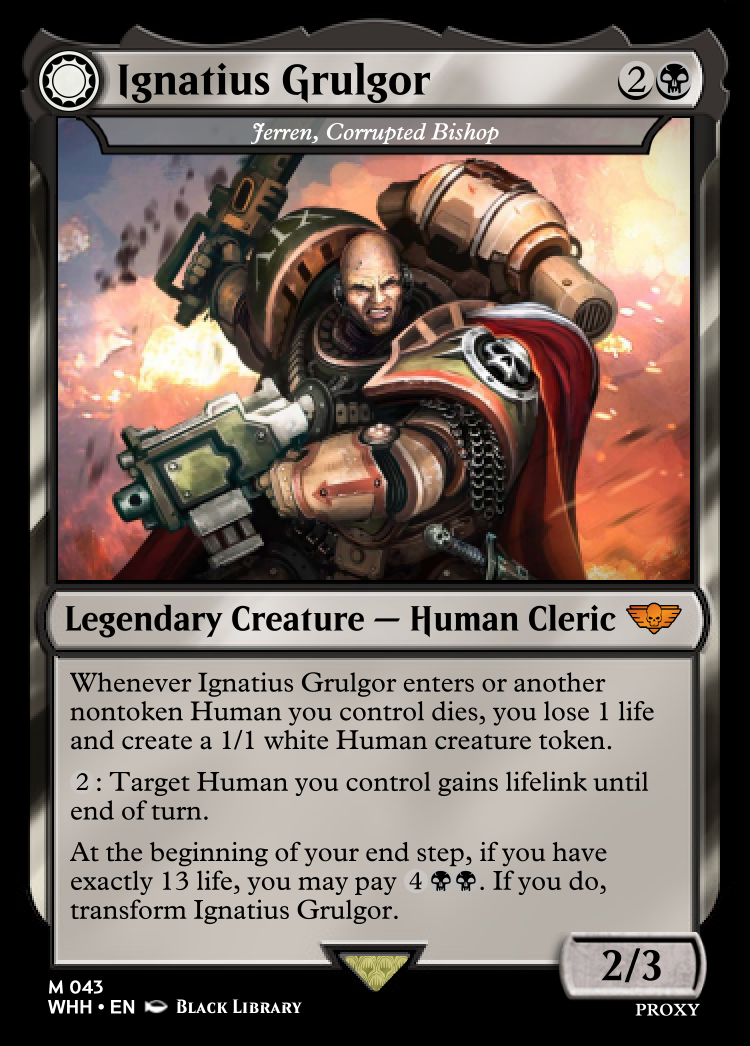 Ignatius Grulgor 2
Jerren, Corrupted Bishop
XIV
Legendary Creature — Human Cleric
Whenever Ignatius Grulgor enters or another
nontoken Human you control dies, you lose 1 life
and create a 1/1 white Human creature token.
2 : Target Human you control gains lifelink until
end of turn.
At the beginning of your end step, if you have
exactly 13 life, you may pay 4. If you do,
transform Ignatius Grulgor.
2/3
M 043
WHH • EN Black Library
PROXY